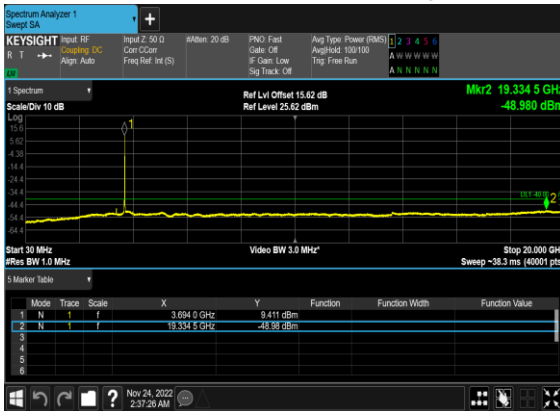 Spectrum Analyzer 1
Swept SA
+
KEYSIGHT Input: RF Input Z: 50 Ω #Atten: 20 dB PNO: Fast Avg Type: Power (RMS) 1 2 3 4 5 6
R T Coupling: DC Corr CCorr Gate: Off Avg|Hold: 100/100 A W W W W W
Align: Auto Freq Ref: Int (S) IF Gain: Low Trig: Free Run
LXI Sig Track: Off A N N N N N
1 Spectrum Ref Lvl Offset 15.62 dB Mkr2 19.334 5 GHz
Scale/Div 10 dB Ref Level 25.62 dBm -48.980 dBm
Log
15.6
5.62
-4.38
-14.4
-24.4
-34.4
-44.4
-54.4
-64.4
1
2
Start 30 MHz Video BW 3.0 MHz* Stop 20.000 GHz
#Res BW 1.0 MHz Sweep ~38.3 ms (40001 pts)
5 Marker Table
Mode Trace Scale X Y Function Function Width Function Value
1 N 1 f 3.694 0 GHz 9.411 dBm
2 N 1 f 19.334 5 GHz -48.98 dBm
3
4
5
6
? Nov 24, 2022
2:37:26 AM